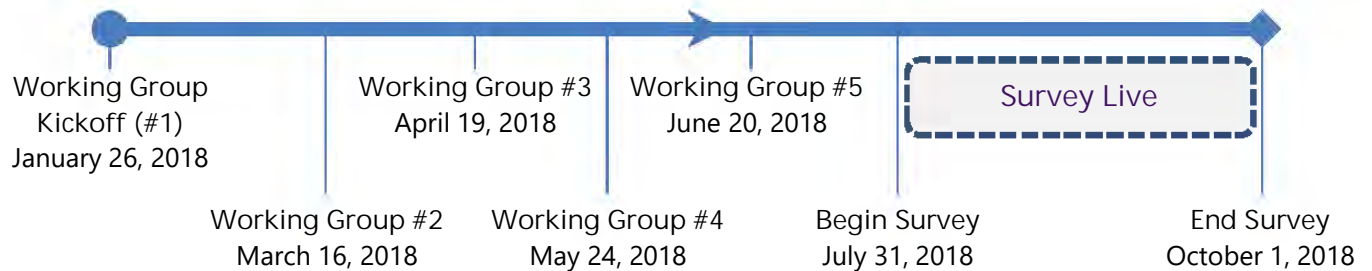 Working Group
Kickoff (#1)
January 26, 2018
Working Group #2
March 16, 2018
Working Group #3
April 19, 2018
Working Group #4
May 24, 2018
Working Group #5
June 20, 2018
Begin Survey
July 31, 2018
Survey Live
End Survey
October 1, 2018